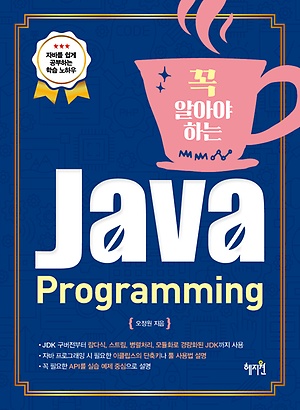 자바를 쉽게
공부하는
학습 노하우
꼭
알아야
하는
Java
Programming
오정원 지음
• JDK 구버전부터 람다식, 스트림, 병렬처리, 모듈화로 경량화된 JDK까지 사용
• 자바 프로그래밍 시 필요한 이클립스의 단축키나 툴 사용법 설명
• 꼭 필요한 API를 실습 예제 중심으로 설명
혜지원